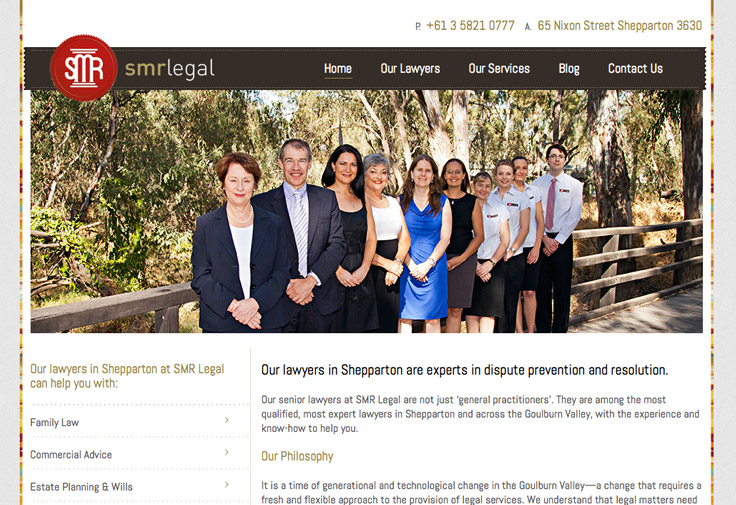 P. +61 3 5821 0777 A. 65 Nixon Street Shepparton 3630
SMR
smrlegal
Home Our Lawyers Our Services Blog Contact Us
Our lawyers in Shepparton at SMR Legal
can help you with:
Family Law
Commercial Advice
Estate Planning & Wills
Our lawyers in Shepparton are experts in dispute prevention and resolution.
Our senior lawyers at SMR Legal are not just ‘general practitioners’. They are among the most
qualified, most expert lawyers in Shepparton and across the Goulburn Valley, with the experience and
know-how to help you.
Our Philosophy
It is a time of generational and technological change in the Goulburn Valley—a change that requires a
fresh and flexible approach to the provision of legal services. We understand that legal matters need